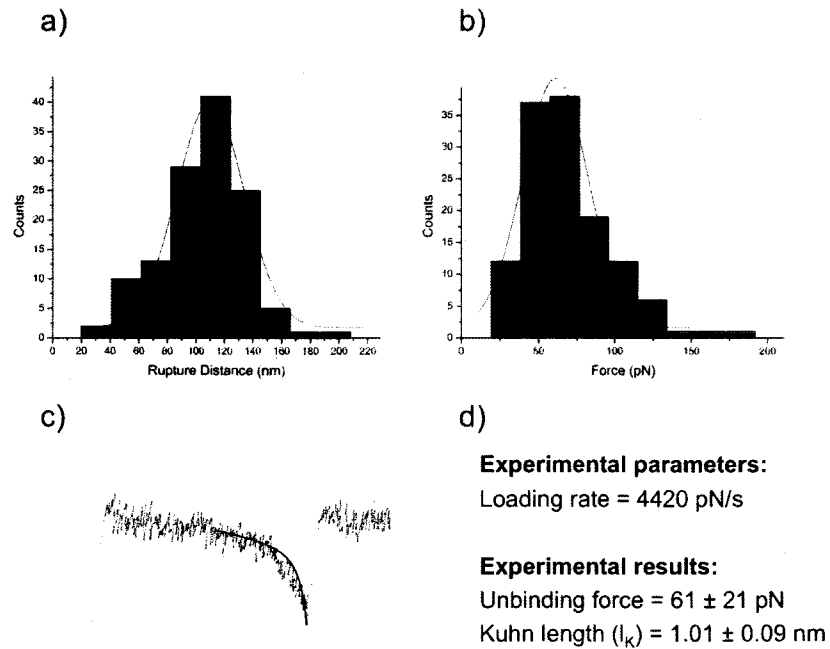 a)
b)
40
35
30
25
20
15
10
5
0
Counts
0 20 40 60 80 100 120 140 160 180 200 220
Rupture Distance (nm)
40
35
30
25
20
15
10
5
0
Counts
0 50 100 150 200
Force (pN)
c)
d)
Experimental parameters:
Loading rate = 4420 pN/s
Experimental results:
Unbinding force = 61 ± 21 pN
Kuhn length (lK) = 1.01 ± 0.09 nm